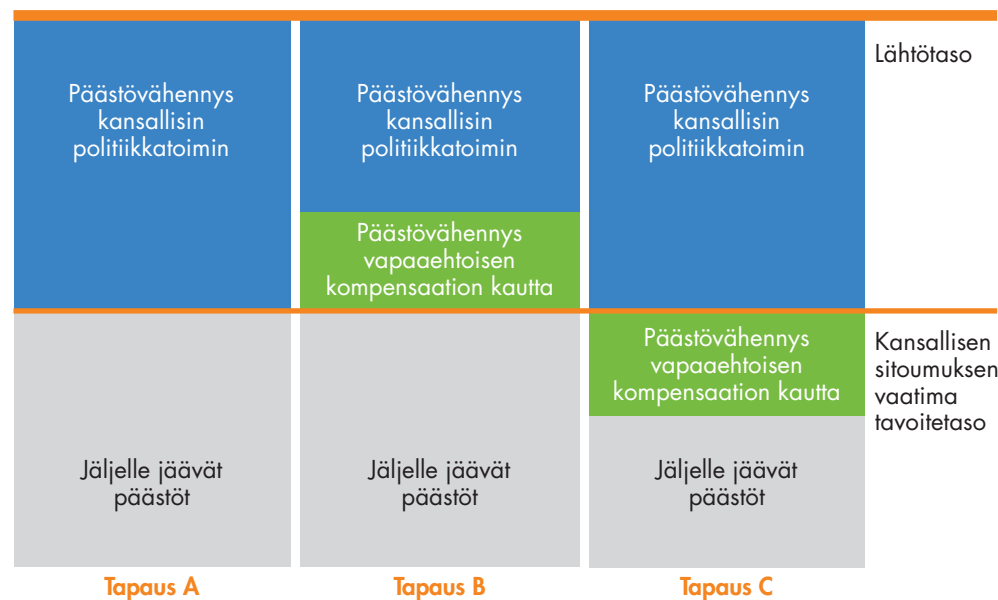 Päästövähennys
kansallisin
politiikkatoimin
Jäljelle jäävät
päästöt
Tapaus A
Päästövähennys
kansallisin
politiikkatoimin
Päästövähennys
vapaaehtoisen
kompensaation kautta
Jäljelle jäävät
päästöt
Tapaus B
Päästövähennys
kansallisin
politiikkatoimin
Päästövähennys
vapaaehtoisen
kompensaation kautta
Jäljelle jäävät
päästöt
Tapaus C
Lähtötaso
Kansallisen
sitoumuksen
vaatima
tavoitetaso